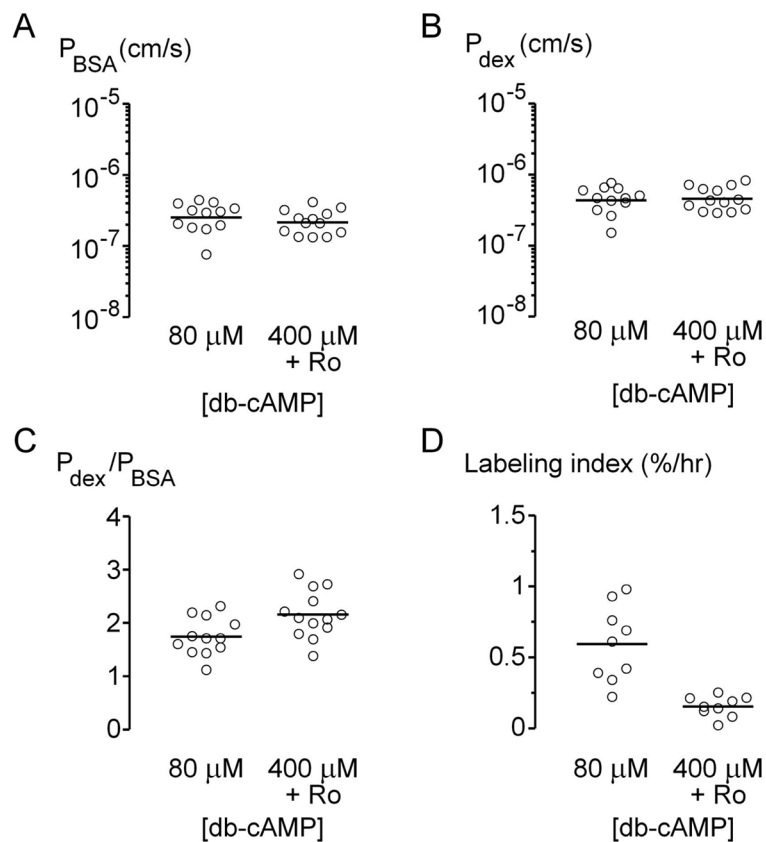 A
P_BSA (cm/s)
10^-5
10^-6
10^-7
10^-8
80 μM
400 μM
+ Ro
[db-cAMP]
B
P_dex (cm/s)
10^-5
10^-6
10^-7
10^-8
80 μM
400 μM
+ Ro
[db-cAMP]
C
P_dex/P_BSA
4
3
2
1
0
80 μM
400 μM
+ Ro
[db-cAMP]
D
Labeling index (%/hr)
1.5
1
0.5
0
80 μM
400 μM
+ Ro
[db-cAMP]